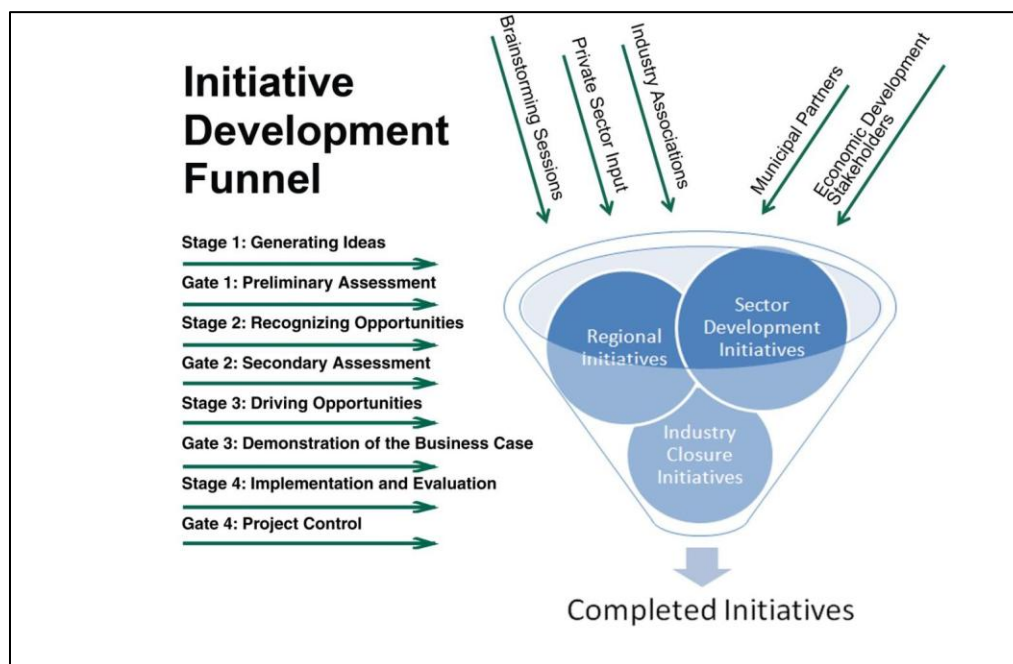 Initiative
Development
Funnel
Brainstorming Sessions
Private Sector Input
Industry Associations
Municipal Partners
Economic Development
Stakeholders
Stage 1: Generating Ideas
Gate 1: Preliminary Assessment
Stage 2: Recognizing Opportunities
Gate 2: Secondary Assessment
Stage 3: Driving Opportunities
Gate 3: Demonstration of the Business Case
Stage 4: Implementation and Evaluation
Gate 4: Project Control
Regional
Initiatives
Sector
Development
Initiatives
Industry
Closure
Initiatives
Completed Initiatives